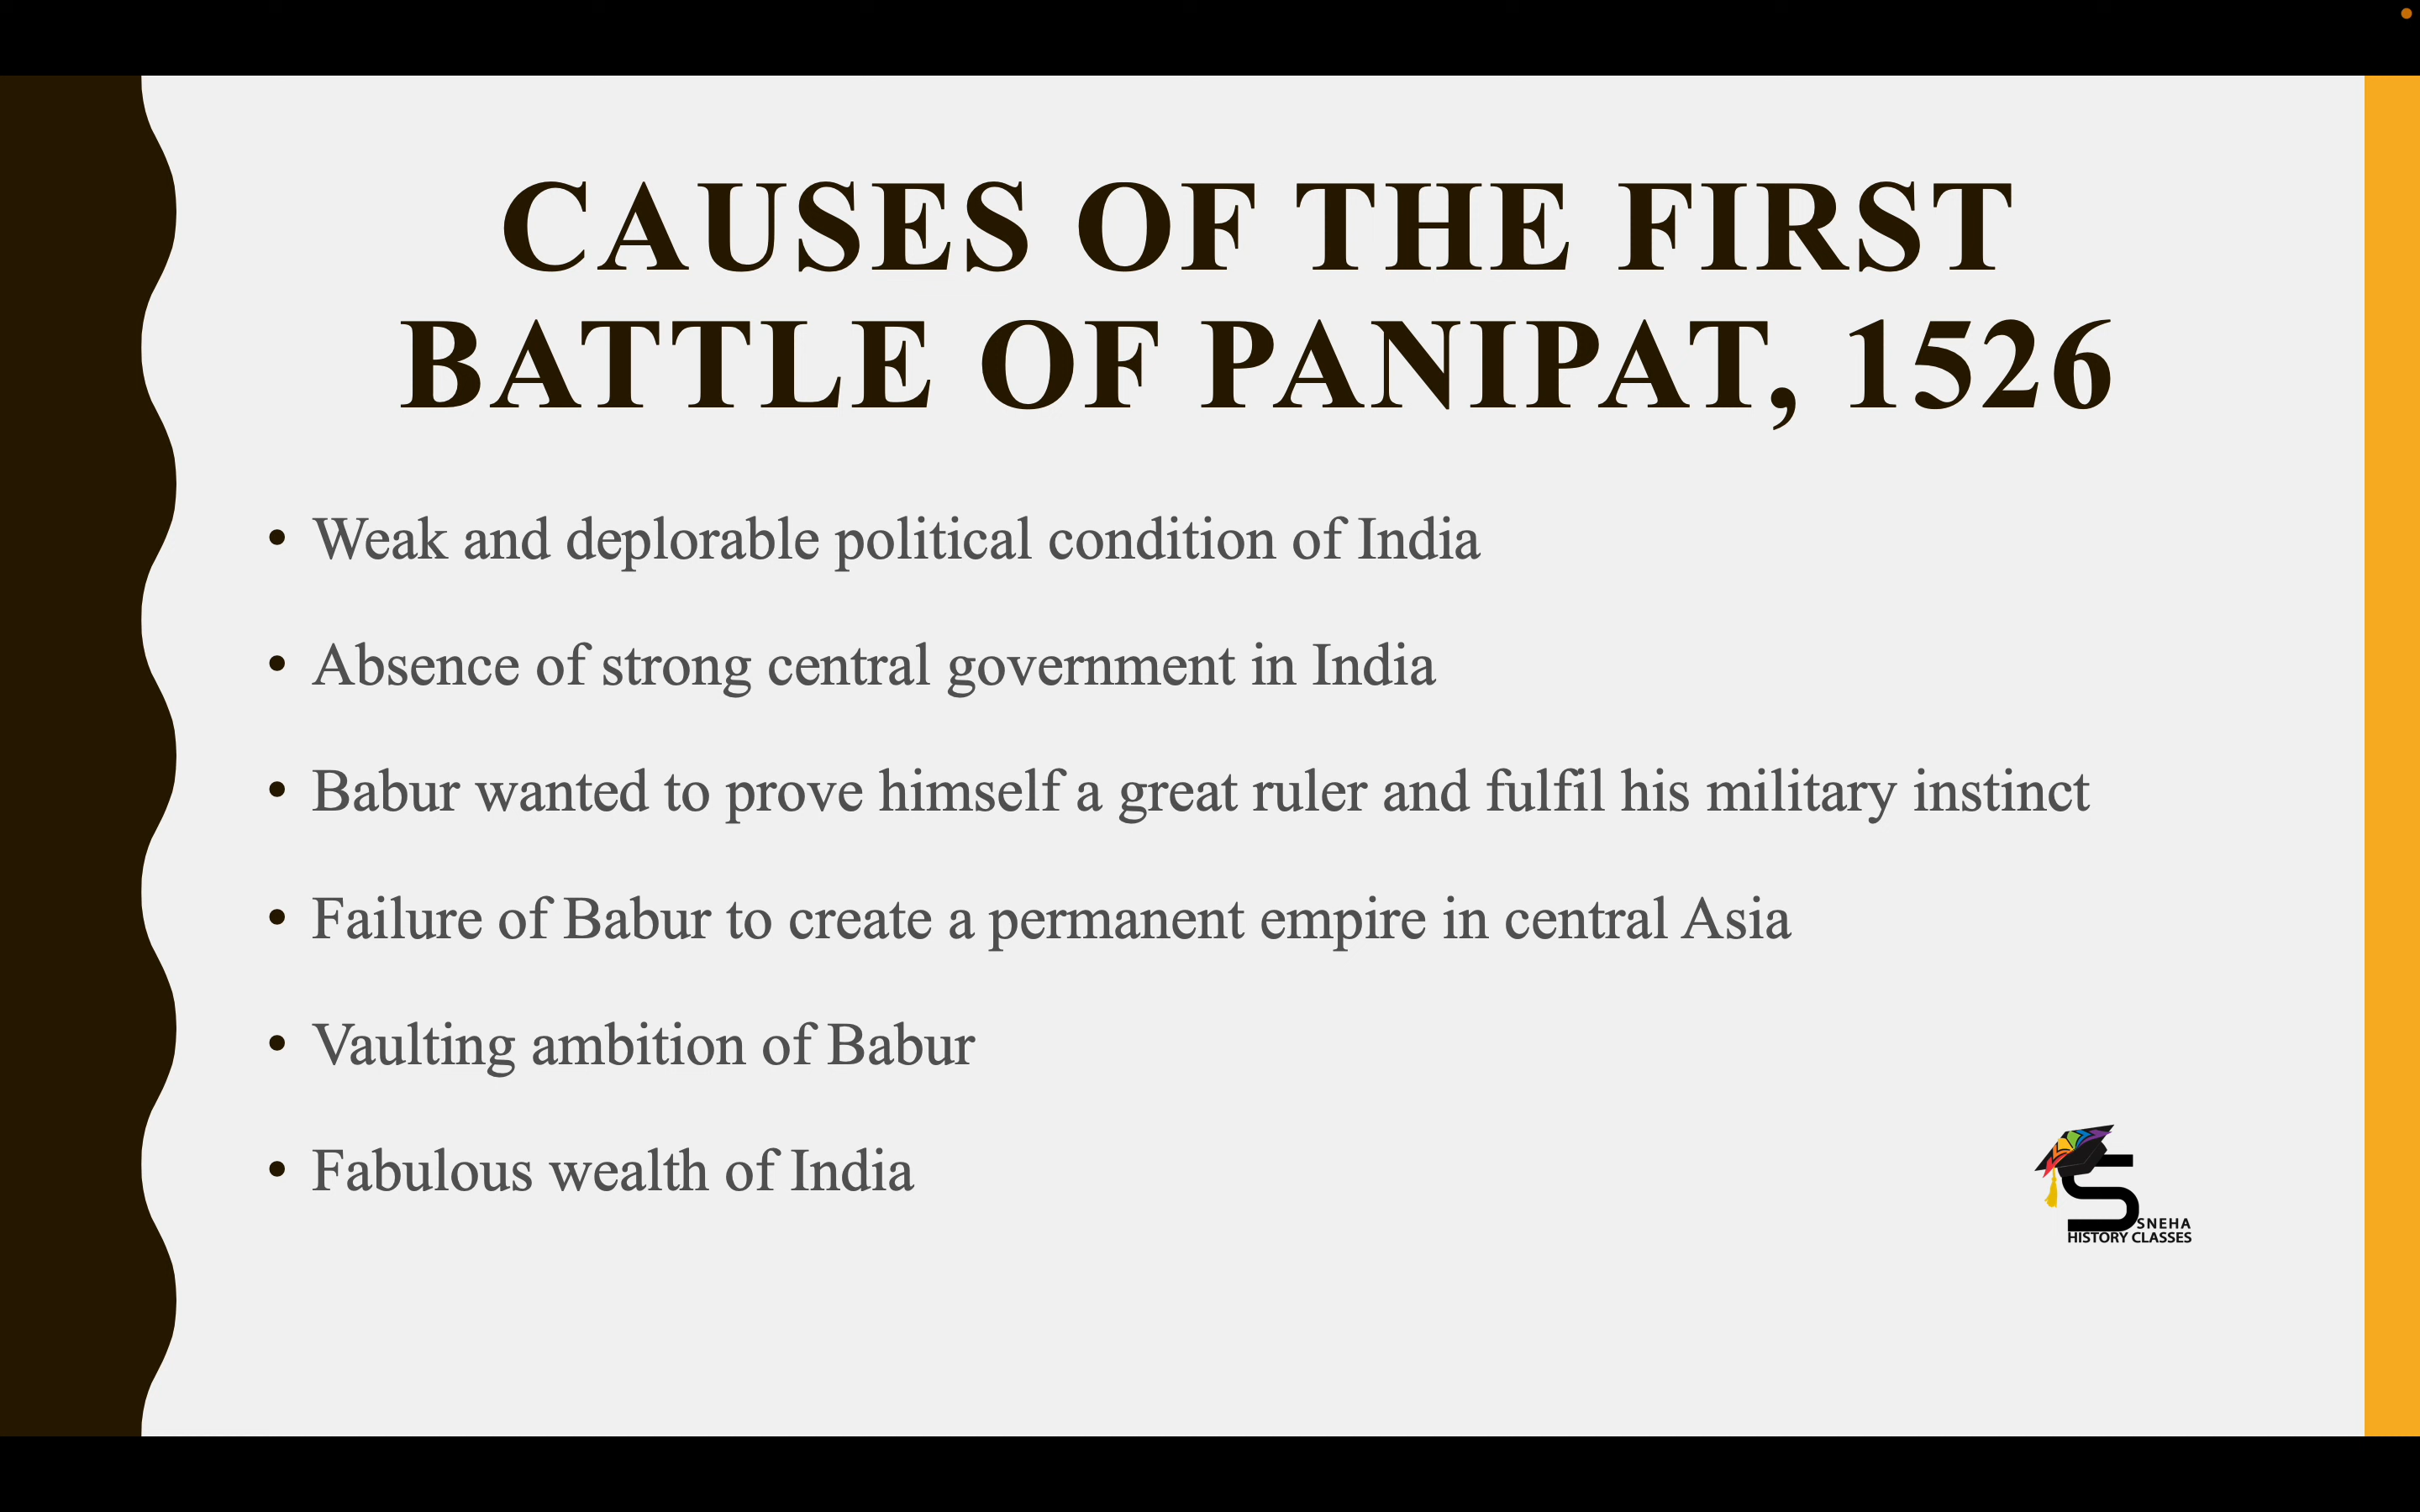 CAUSES OF THE FIRST
BATTLE OF PANIPAT, 1526
• Weak and deplorable political condition of India
• Absence of strong central government in India
• Babur wanted to prove himself a great ruler and fulfil his military instinct
• Failure of Babur to create a permanent empire in central Asia
• Vaulting ambition of Babur
• Fabulous wealth of India
S
SNEHA
HISTORY CLASSES